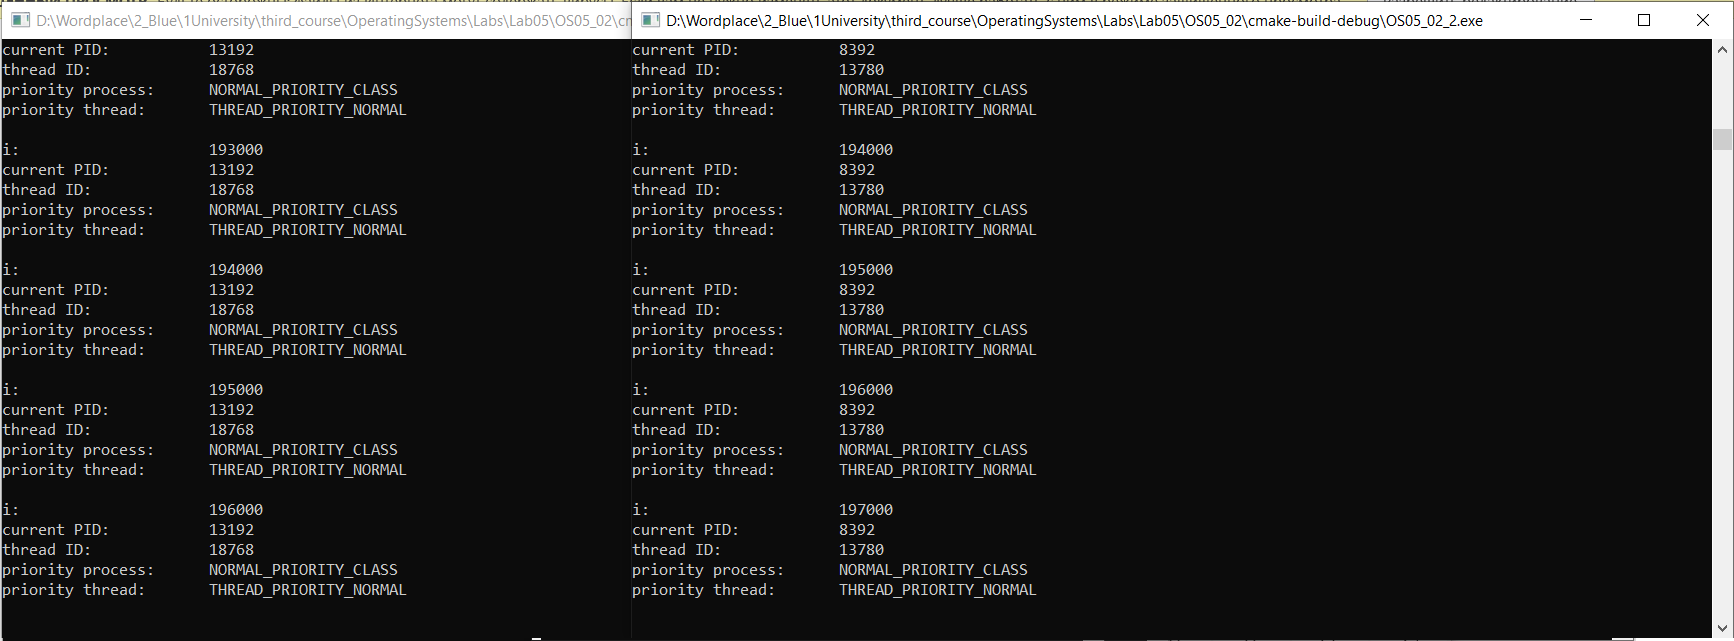 D:\Wordplace\2_Blue\1University\third_course\OperatingSystems\Labs\Lab05\OS05_02\
current PID: 13192
thread ID: 18768
priority process: NORMAL_PRIORITY_CLASS
priority thread: THREAD_PRIORITY_NORMAL
i: 193000
current PID: 13192
thread ID: 18768
priority process: NORMAL_PRIORITY_CLASS
priority thread: THREAD_PRIORITY_NORMAL
i: 194000
current PID: 13192
thread ID: 18768
priority process: NORMAL_PRIORITY_CLASS
priority thread: THREAD_PRIORITY_NORMAL
i: 195000
current PID: 13192
thread ID: 18768
priority process: NORMAL_PRIORITY_CLASS
priority thread: THREAD_PRIORITY_NORMAL
i: 196000
current PID: 13192
thread ID: 18768
priority process: NORMAL_PRIORITY_CLASS
priority thread: THREAD_PRIORITY_NORMAL
D:\Wordplace\2_Blue\1University\third_course\OperatingSystems\Labs\Lab05\OS05_02\cmake-build-debug\OS05_02_2.exe
current PID: 8392
thread ID: 13780
priority process: NORMAL_PRIORITY_CLASS
priority thread: THREAD_PRIORITY_NORMAL
i: 194000
current PID: 8392
thread ID: 13780
priority process: NORMAL_PRIORITY_CLASS
priority thread: THREAD_PRIORITY_NORMAL
i: 195000
current PID: 8392
thread ID: 13780
priority process: NORMAL_PRIORITY_CLASS
priority thread: THREAD_PRIORITY_NORMAL
i: 196000
current PID: 8392
thread ID: 13780
priority process: NORMAL_PRIORITY_CLASS
priority thread: THREAD_PRIORITY_NORMAL
i: 197000
current PID: 8392
thread ID: 13780
priority process: NORMAL_PRIORITY_CLASS
priority thread: THREAD_PRIORITY_NORMAL